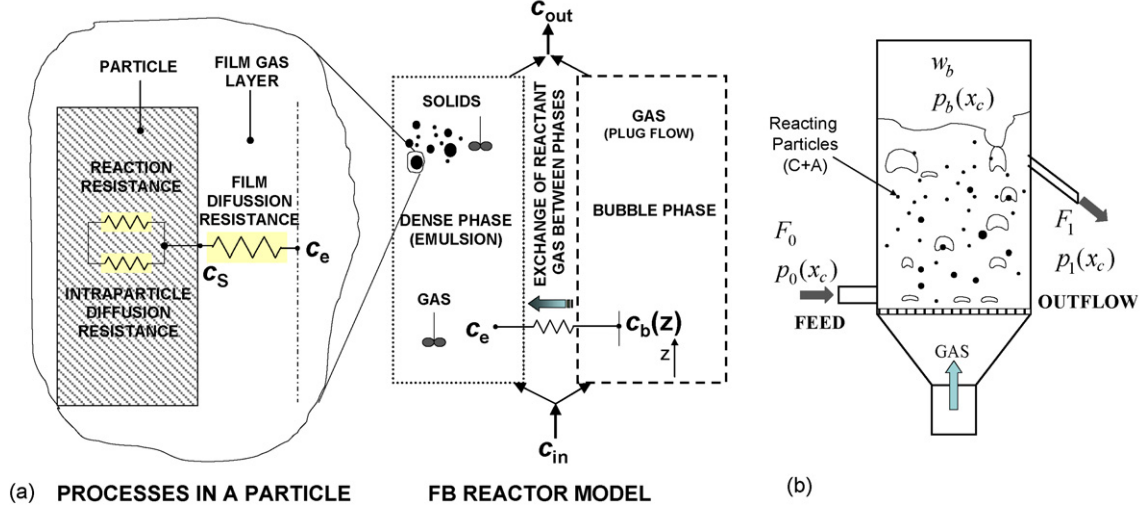 PARTICLE
FILM GAS
LAYER
REACTION
RESISTANCE
FILM
DIFUSSION
RESISTANCE
c_S
c_e
INTRAPARTICLE
DIFFUSION
RESISTANCE
c_out
SOLIDS
DENSE PHASE
(EMULSION)
GAS
c_e
EXCHANGE OF REACTANT
GAS BETWEEN PHASES
GAS
(PLUG FLOW)
BUBBLE PHASE
c_b(z)
z
c_in
(a) PROCESSES IN A PARTICLE
FB REACTOR MODEL
w_b
p_b(x_c)
Reacting
Particles
(C+A)
F_0
p_0(x_c)
FEED
F_1
p_1(x_c)
OUTFLOW
GAS
(b)